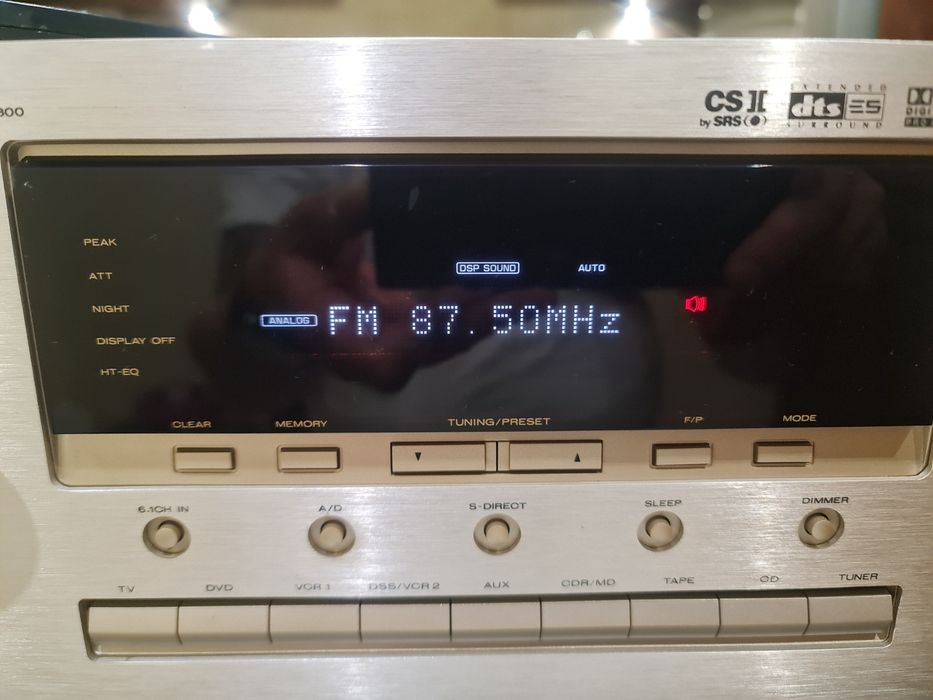 CS II
by SRS
EXTENDED
dts ES
SURROUND
PEAK
ATT
NIGHT
DISPLAY OFF
HT-EQ
DSP SOUND AUTO
ANALOG FM 87.50MHz
CLEAR MEMORY TUNING/PRESET F/P MODE
▼ ▲
6.1CH IN A/D S-DIRECT SLEEP DIMMER
TV DVD VCR 1 DSS/VCR 2 AUX CDR/MD TAPE CD TUNER